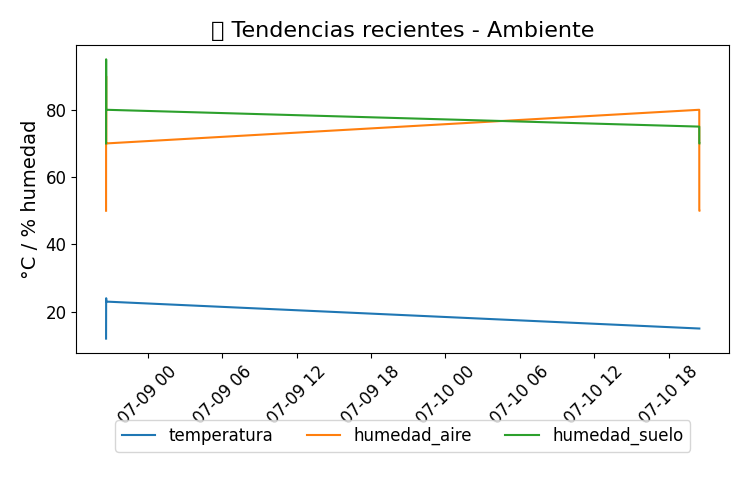 Tendencias recientes - Ambiente
°C / % humedad
80
60
40
20
07-09 00
07-09 06
07-09 12
07-09 18
07-10 00
07-10 06
07-10 12
07-10 18
temperatura
humedad_aire
humedad_suelo